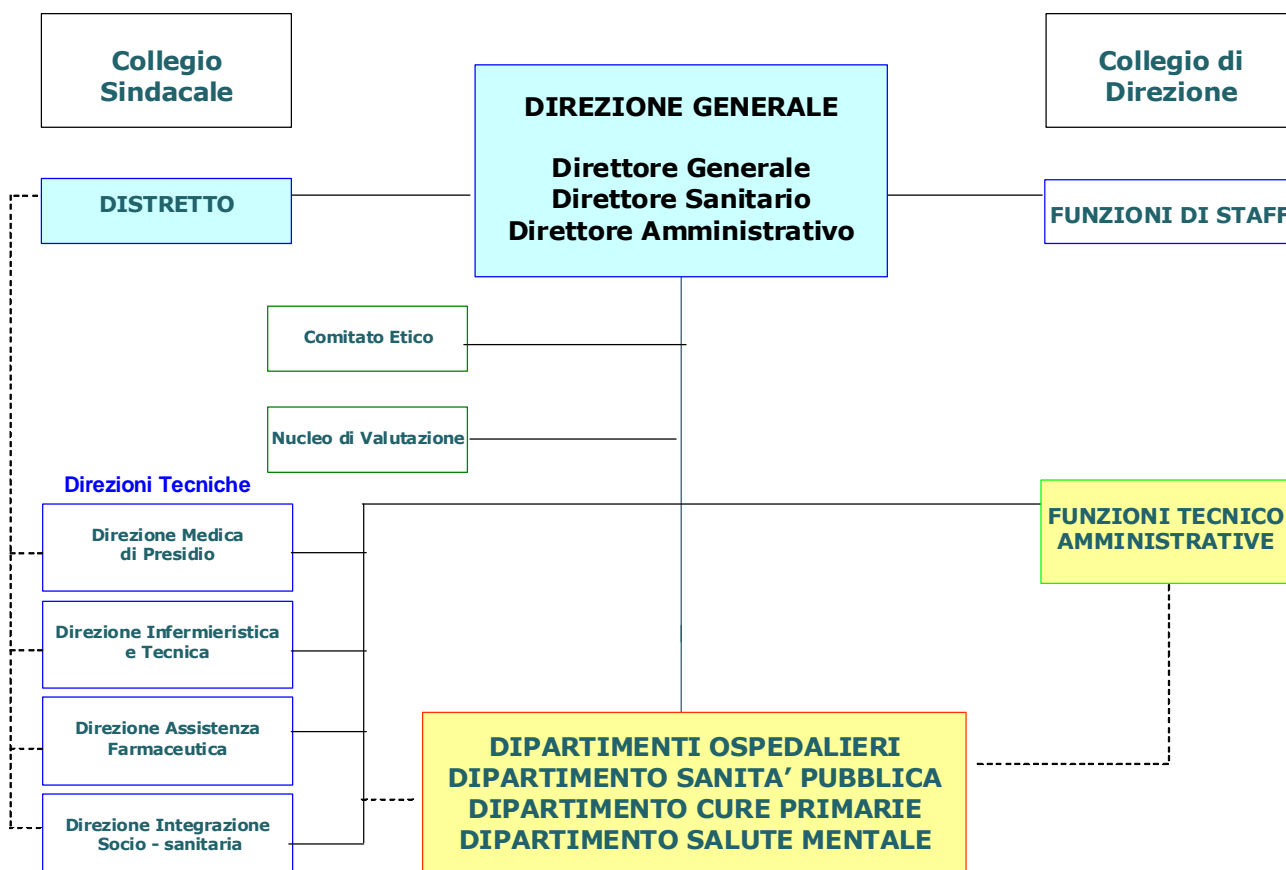 Collegio
Sindacale
DIREZIONE GENERALE
Direttore Generale
Direttore Sanitario
Direttore Amministrativo
Collegio di
Direzione
DISTRETTO
FUNZIONI DI STAFF
Comitato Etico
Nucleo di Valutazione
Direzioni Tecniche
Direzione Medica
di Presidio
FUNZIONI TECNICO
AMMINISTRATIVE
Direzione Infermieristica
e Tecnica
Direzione Assistenza
Farmaceutica
Direzione Integrazione
Socio - sanitaria
DIPARTIMENTI OSPEDALIERI
DIPARTIMENTO SANITA’ PUBBLICA
DIPARTIMENTO CURE PRIMARIE
DIPARTIMENTO SALUTE MENTALE